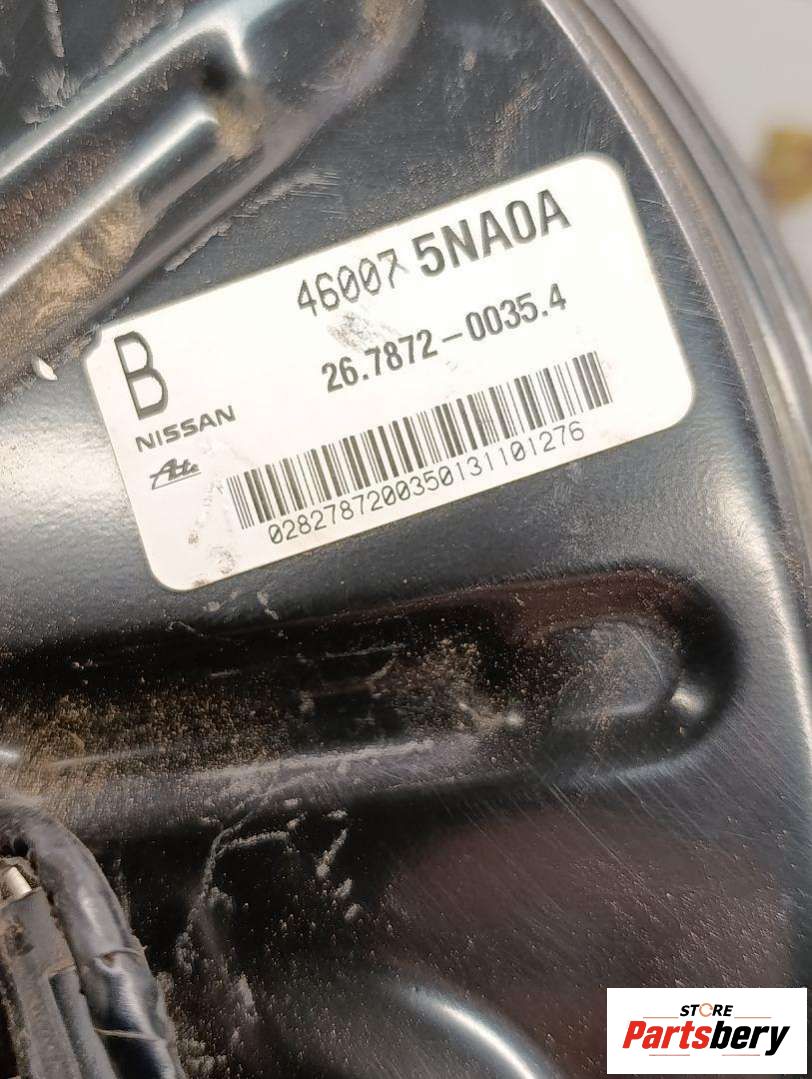 46007 5NA0A
B
26.7872-0035.4
NISSAN
Ate
0282787200350131101276
STORE
Partsbery